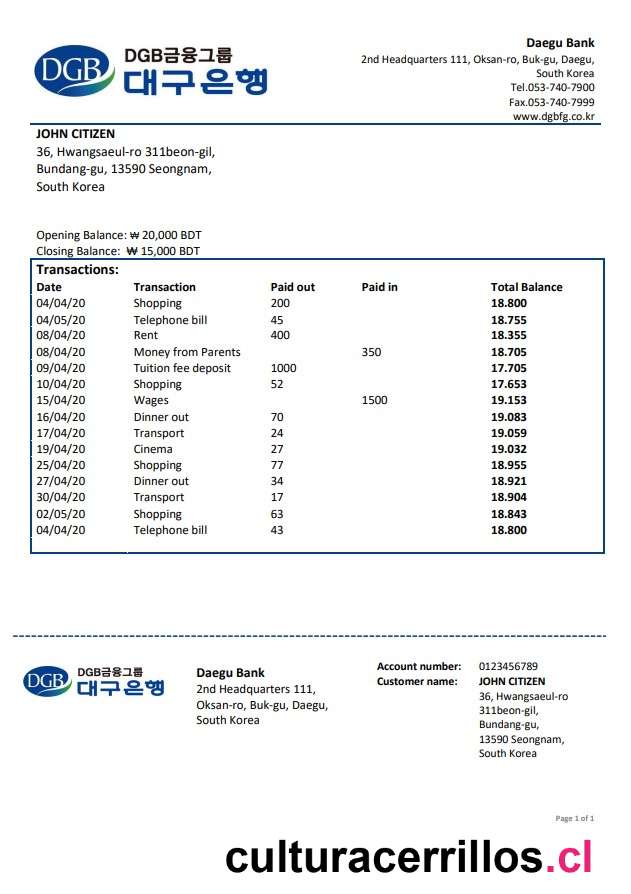 DGB
DGB금융그룹
대구은행
Daegu Bank
2nd Headquarters 111, Oksan-ro, Buk-gu, Daegu,
South Korea
Tel.053-740-7900
Fax.053-740-7999
www.dgbfg.co.kr
JOHN CITIZEN
36, Hwangsaeul-ro 311beon-gil,
Bundang-gu, 13590 Seongnam,
South Korea
Opening Balance: ₩ 20,000 BDT
Closing Balance: ₩ 15,000 BDT
Transactions:
Date Transaction Paid out Paid in Total Balance
04/04/20 Shopping 200 18.800
04/05/20 Telephone bill 45 18.755
08/04/20 Rent 400 18.355
08/04/20 Money from Parents 350 18.705
09/04/20 Tuition fee deposit 1000 17.705
10/04/20 Shopping 52 17.653
15/04/20 Wages 1500 19.153
16/04/20 Dinner out 70 19.083
17/04/20 Transport 24 19.059
19/04/20 Cinema 27 19.032
25/04/20 Shopping 77 18.955
27/04/20 Dinner out 34 18.921
30/04/20 Transport 17 18.904
02/05/20 Shopping 63 18.843
04/04/20 Telephone bill 43 18.800
DGB
DGB금융그룹
대구은행
Daegu Bank
2nd Headquarters 111,
Oksan-ro, Buk-gu, Daegu,
South Korea
Account number: 0123456789
Customer name: JOHN CITIZEN
36, Hwangsaeul-ro
311beon-gil,
Bundang-gu,
13590 Seongnam,
South Korea
Page 1 of 1
culturacerrillos.cl